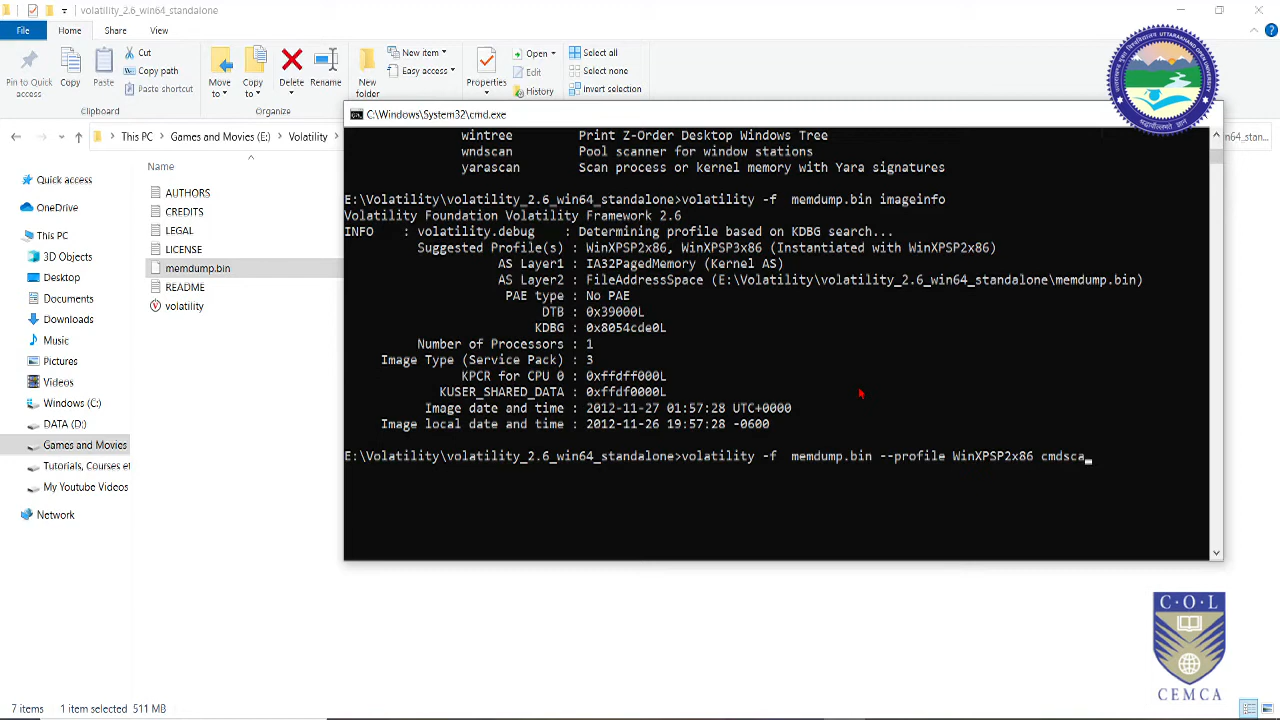 volatility_2.6_win64_standalone
File Home Share View
Pin to Quick access
Copy
Paste
Cut
Copy path
Paste shortcut
Clipboard
Move to
Copy to
Delete
Rename
Organize
New folder
New item
Easy access
Properties
Open
Edit
History
Select all
Select none
Invert selection
This PC
Games and Movies (E:)
Volatility
n64_stan...
Quick access
OneDrive
This PC
3D Objects
Desktop
Documents
Downloads
Music
Pictures
Videos
Windows (C:)
DATA (D:)
Games and Movies
Tutorials, Courses et
My Youtube Videos
Network
Name
AUTHORS
CREDITS
LEGAL
LICENSE
memdump.bin
README
volatility
C:\Windows\System32\cmd.exe
wintree Print Z-Order Desktop Windows Tree
wndscan Pool scanner for window stations
yarascan Scan process or kernel memory with Yara signatures
E:\Volatility\volatility_2.6_win64_standalone>volatility -f  memdump.bin imageinfo
Volatility Foundation Volatility Framework 2.6
INFO    : volatility.debug    : Determining profile based on KDBG search...
Suggested Profile(s) : WinXPSP2x86, WinXPSP3x86 (Instantiated with WinXPSP2x86)
AS Layer1 : IA32PagedMemory (Kernel AS)
AS Layer2 : FileAddressSpace (E:\Volatility\volatility_2.6_win64_standalone\memdump.bin)
PAE type : No PAE
DTB : 0x39000L
KDBG : 0x8054cde0L
Number of Processors : 1
Image Type (Service Pack) : 3
KPCR for CPU 0 : 0xffdff000L
KUSER_SHARED_DATA : 0xffdf0000L
Image date and time : 2012-11-27 01:57:28 UTC+0000
Image local date and time : 2012-11-26 19:57:28 -0600
E:\Volatility\volatility_2.6_win64_standalone>volatility -f  memdump.bin --profile WinXPSP2x86 cmdsca
C·O·L
CEMCA
7 items
1 item selected 511 MB